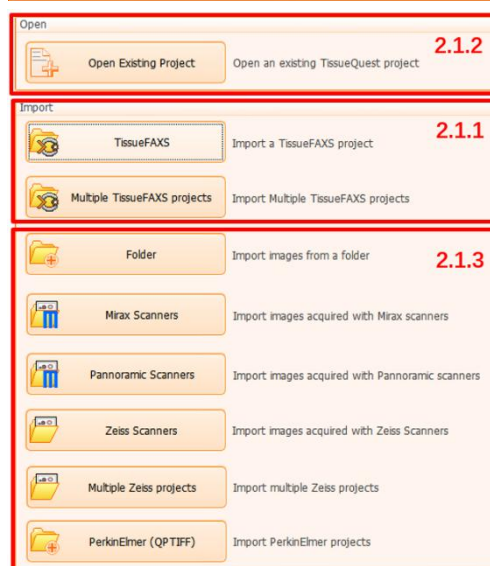 Open
2.1.2
Open Existing Project Open an existing TissueQuest project
Import
2.1.1
TissueFAXS Import a TissueFAXS project
Multiple TissueFAXS projects Import Multiple TissueFAXS projects
Folder Import images from a folder 2.1.3
Mirax Scanners Import images acquired with Mirax scanners
Pannoramic Scanners Import images acquired with Pannoramic scanners
Zeiss Scanners Import images acquired with Zeiss Scanners
Multiple Zeiss projects Import multiple Zeiss projects
PerkinElmer (QPTIFF) Import PerkinElmer projects